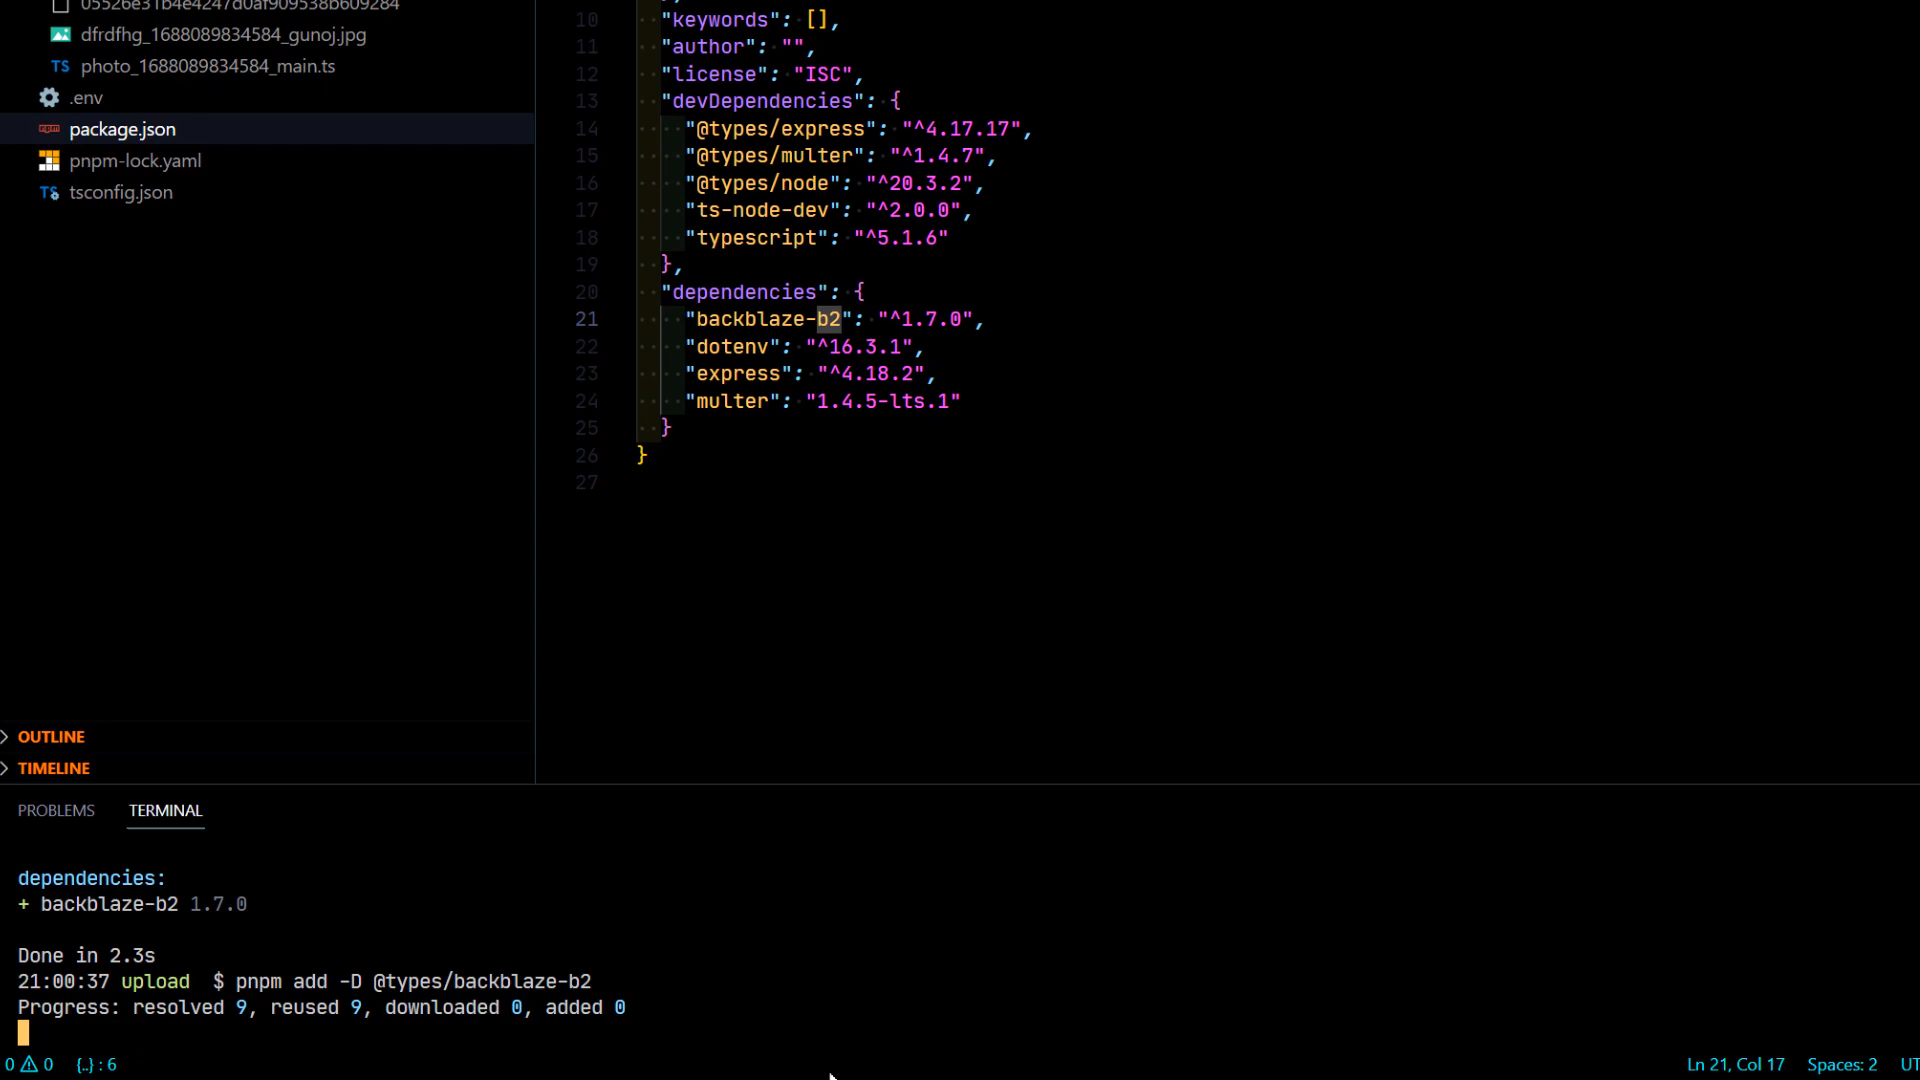 05526e31b4e4247d0af909538b609284
dfrdfhg_1688089834584_gunoj.jpg
TS photo_1688089834584_main.ts
.env
npm package.json
pnpm-lock.yaml
TS tsconfig.json
OUTLINE
TIMELINE
10 "keywords": [],
11 "author": "",
12 "license": "ISC",
13 "devDependencies": {
14 "@types/express": "^4.17.17",
15 "@types/multer": "^1.4.7",
16 "@types/node": "^20.3.2",
17 "ts-node-dev": "^2.0.0",
18 "typescript": "^5.1.6"
19 },
20 "dependencies": {
21 "backblaze-b2": "^1.7.0",
22 "dotenv": "^16.3.1",
23 "express": "^4.18.2",
24 "multer": "1.4.5-lts.1"
25 }
26 }
27
PROBLEMS TERMINAL
dependencies:
+ backblaze-b2 1.7.0
Done in 2.3s
21:00:37 upload $ pnpm add -D @types/backblaze-b2
Progress: resolved 9, reused 9, downloaded 0, added 0
0 0 {..} : 6 Ln 21, Col 17 Spaces: 2 UT